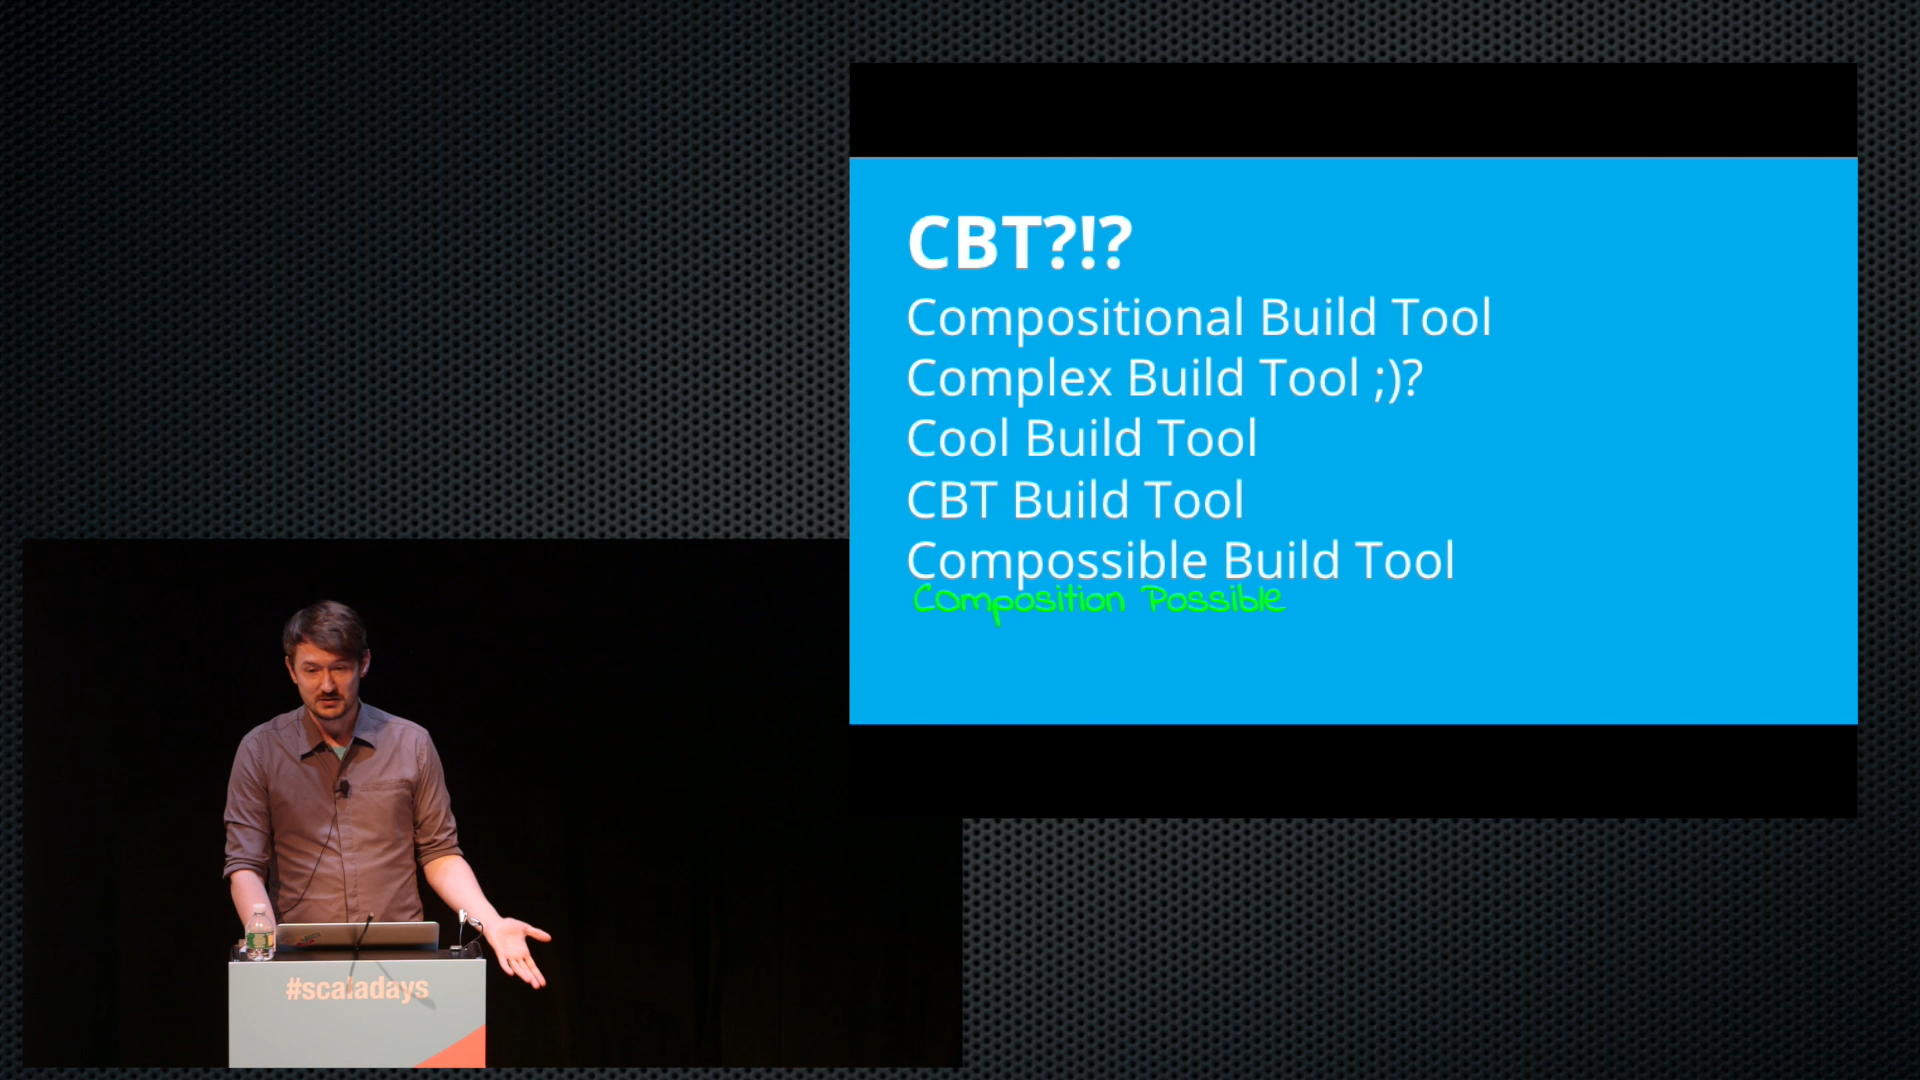 CBT?!?
Compositional Build Tool
Complex Build Tool ;)?
Cool Build Tool
CBT Build Tool
Compossible Build Tool
Composition Possible
#scaladays